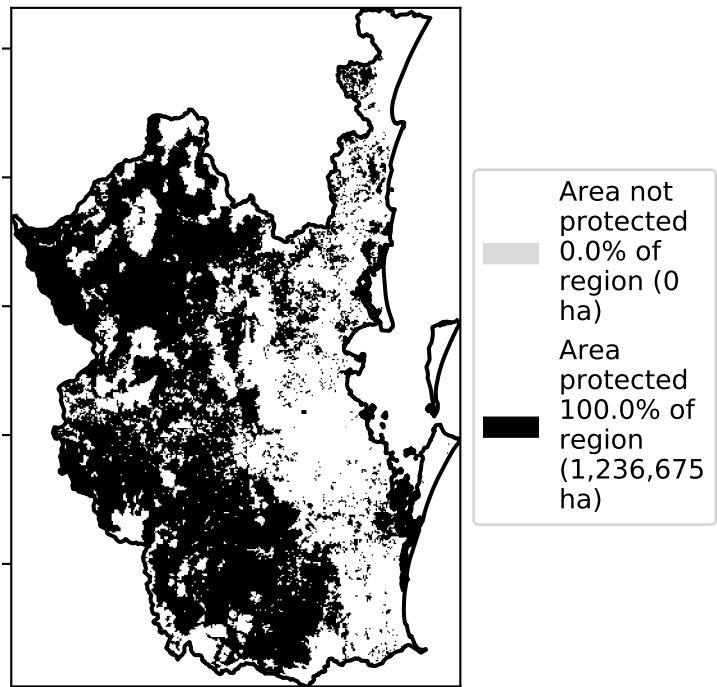 Area not
protected
0.0% of
region (0
ha)
Area
protected
100.0% of
region
(1,236,675
ha)